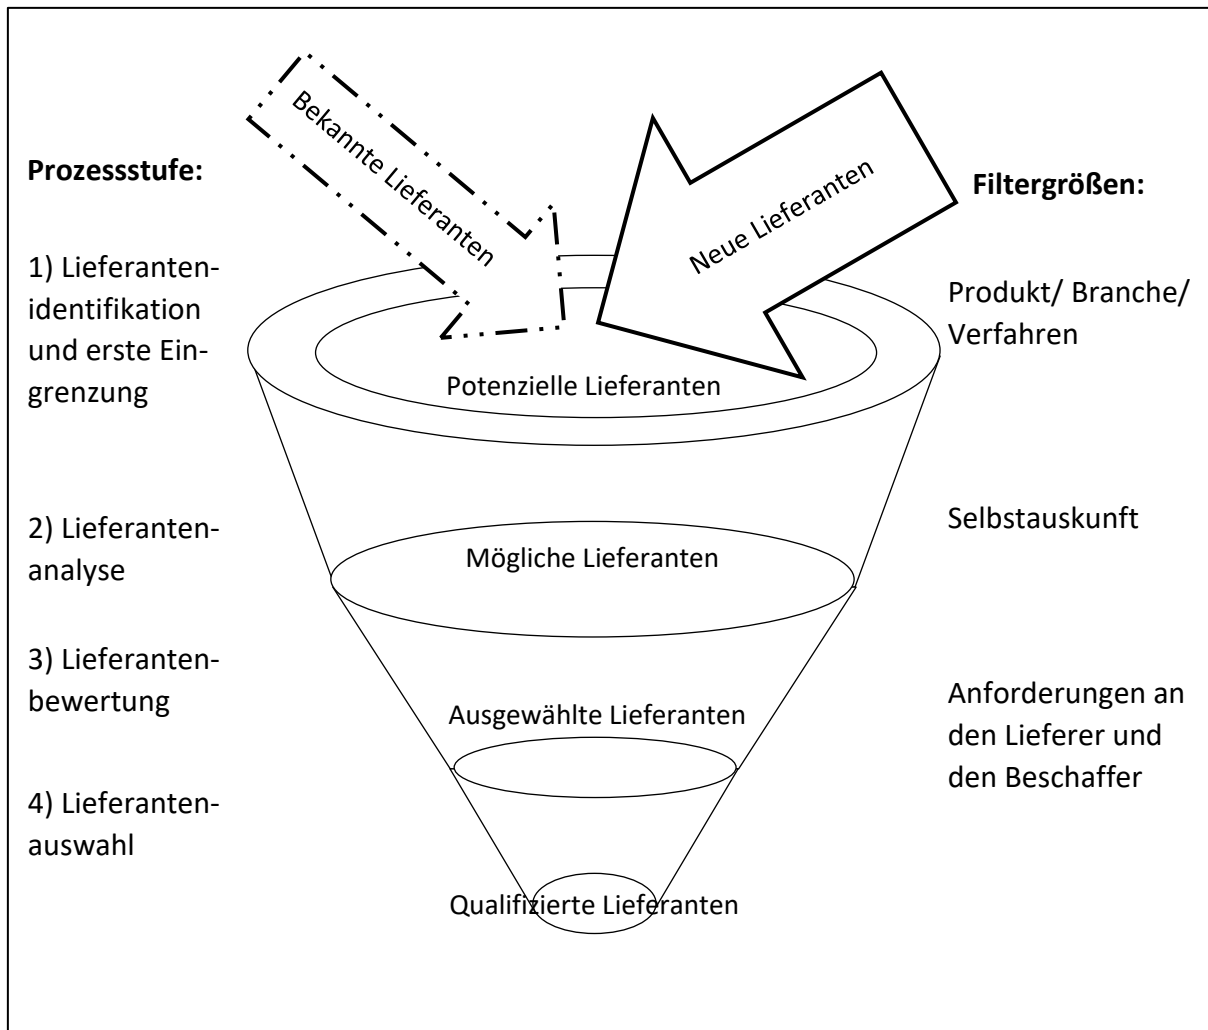 Bekannte Lieferanten
Neue Lieferanten
Prozessstufe:
1) Lieferanten-
identifikation
und erste Ein-
grenzung
2) Lieferanten-
analyse
3) Lieferanten-
bewertung
4) Lieferanten-
auswahl
Potenzielle Lieferanten
Mögliche Lieferanten
Ausgewählte Lieferanten
Qualifizierte Lieferanten
Filtergrößen:
Produkt/ Branche/
Verfahren
Selbstauskunft
Anforderungen an
den Lieferer und
den Beschaffer